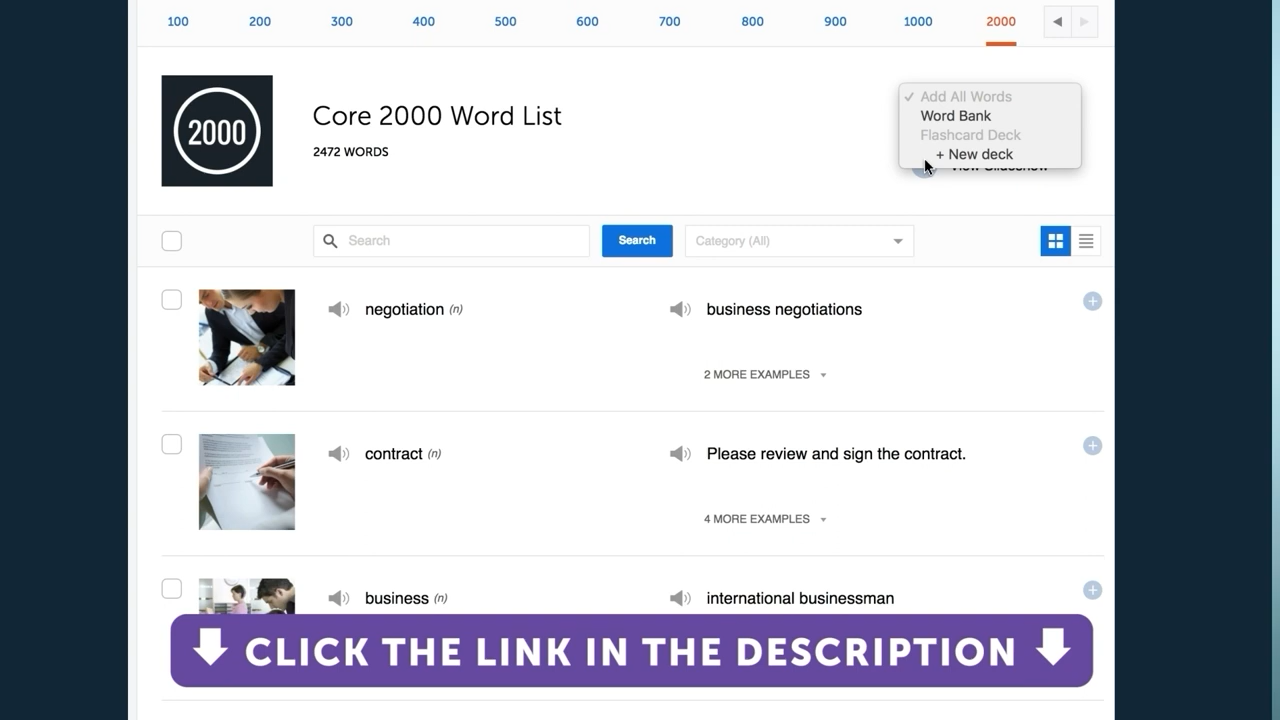 100 200 300 400 500 600 700 800 900 1000 2000
2000
Core 2000 Word List
2472 WORDS
✓ Add All Words
Word Bank
Flashcard Deck
+ New deck
View Slideshow
Search
Search
Category (All)
negotiation (n)
business negotiations
2 MORE EXAMPLES
contract (n)
Please review and sign the contract.
4 MORE EXAMPLES
business (n)
international businessman
CLICK THE LINK IN THE DESCRIPTION